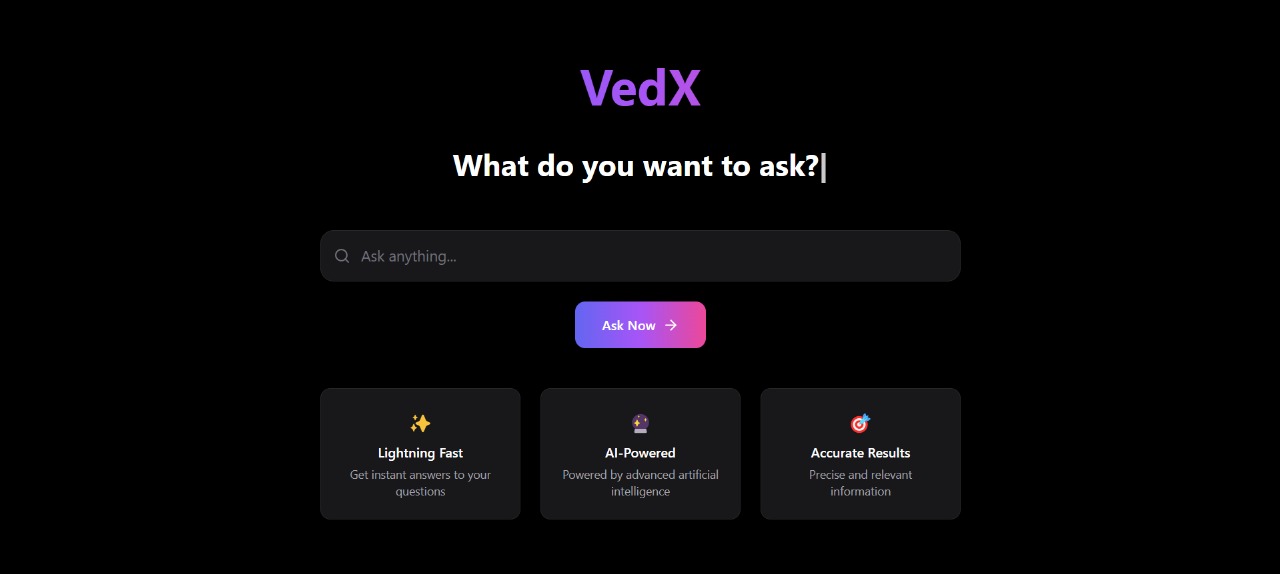 VedX
What do you want to ask?
Ask anything...
Ask Now
Lightning Fast
Get instant answers to your
questions
AI-Powered
Powered by advanced artificial
intelligence
Accurate Results
Precise and relevant
information